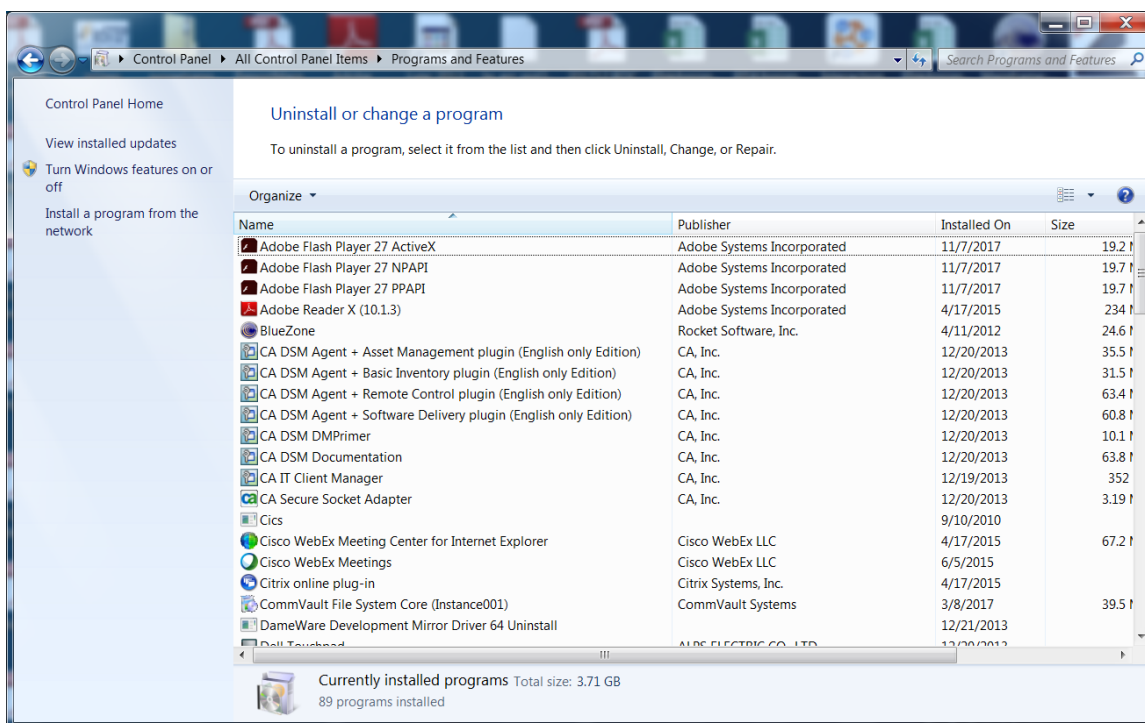 Control Panel ▸ All Control Panel Items ▸ Programs and Features
Search Programs and Features
Control Panel Home
View installed updates
Turn Windows features on or
off
Install a program from the
network
Uninstall or change a program
To uninstall a program, select it from the list and then click Uninstall, Change, or Repair.
Organize
Name Publisher Installed On Size
Adobe Flash Player 27 ActiveX Adobe Systems Incorporated 11/7/2017 19.2
Adobe Flash Player 27 NPAPI Adobe Systems Incorporated 11/7/2017 19.7
Adobe Flash Player 27 PPAPI Adobe Systems Incorporated 11/7/2017 19.7
Adobe Reader X (10.1.3) Adobe Systems Incorporated 4/17/2015 234
BlueZone Rocket Software, Inc. 4/11/2012 24.6
CA DSM Agent + Asset Management plugin (English only Edition) CA, Inc. 12/20/2013 35.5
CA DSM Agent + Basic Inventory plugin (English only Edition) CA, Inc. 12/20/2013 31.5
CA DSM Agent + Remote Control plugin (English only Edition) CA, Inc. 12/20/2013 63.4
CA DSM Agent + Software Delivery plugin (English only Edition) CA, Inc. 12/20/2013 60.8
CA DSM DMPrimer CA, Inc. 12/20/2013 10.1
CA DSM Documentation CA, Inc. 12/20/2013 63.8
CA IT Client Manager CA, Inc. 12/19/2013 352
CA Secure Socket Adapter CA, Inc. 12/20/2013 3.19
Cics 9/10/2010
Cisco WebEx Meeting Center for Internet Explorer Cisco WebEx LLC 4/17/2015 67.2
Cisco WebEx Meetings Cisco WebEx LLC 6/5/2015
Citrix online plug-in Citrix Systems, Inc. 4/17/2015
CommVault File System Core (Instance001) CommVault Systems 3/8/2017 39.5
DameWare Development Mirror Driver 64 Uninstall 12/21/2013
Dell Touchpad ALPS ELECTRIC CO., LTD. 12/20/2013
Currently installed programs Total size: 3.71 GB
89 programs installed